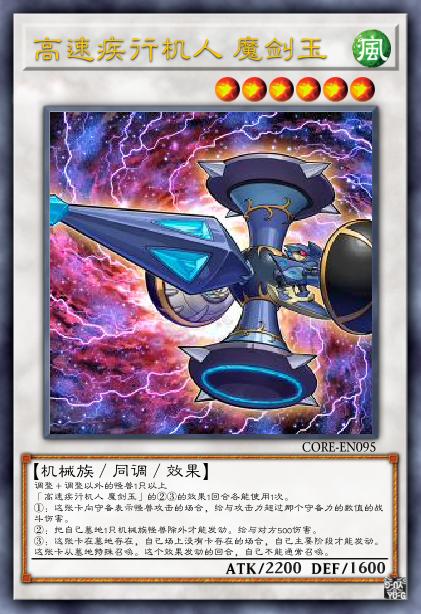 高速疾行机人 魔剑玉
風
CORE-EN095
【机械族／同调／效果】
调整＋调整以外的怪兽1只以上
「高速疾行机人 魔剑玉」的②③的效果1回合各能使用1次。
①：这张卡向守备表示怪兽攻击的场合，给与攻击力超过那个守备力的数值的战
斗伤害。
②：把自己墓地1只机械族怪兽除外才能发动。给与对方500伤害。
③：这张卡在墓地存在，自己场上没有卡存在的场合，自己主要阶段才能发动。
这张卡从墓地特殊召唤。这个效果发动的回合，自己不能通常召唤。
ATK/2200 DEF/1600